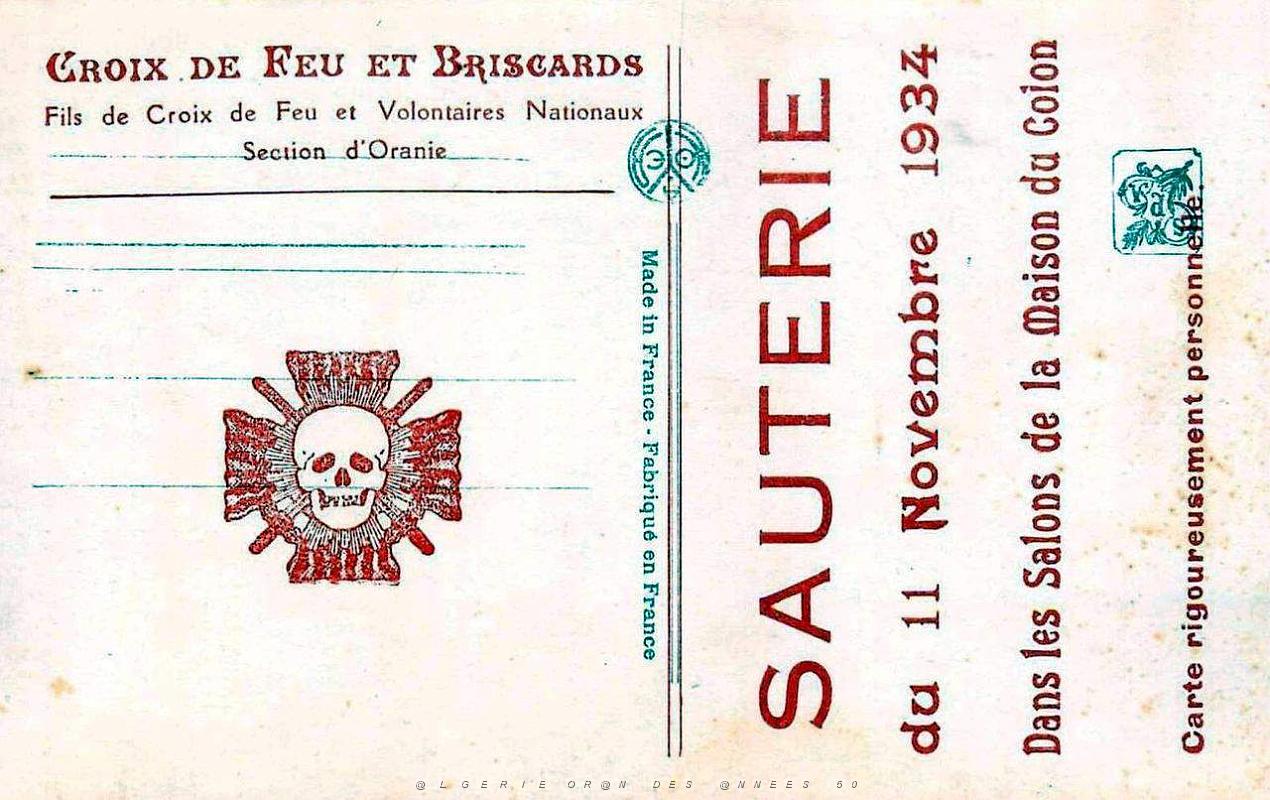 Croix de Feu et Briscards
Fils de Croix de Feu et Volontaires Nationaux
Section d'Oranie
Made in France - Fabriqué en France
SAUTERIE
du 11 Novembre 1934
Dans les Salons de la Maison du Colon
Carte rigoureusement personnelle.
@LGERIE OR@N DES @NNEES 50